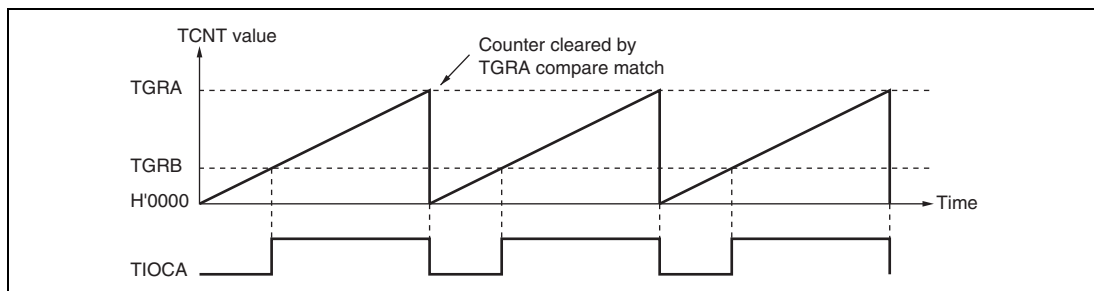 TCNT value
Counter cleared by
TGRA compare match
TGRA
TGRB
H'0000
Time
TIOCA